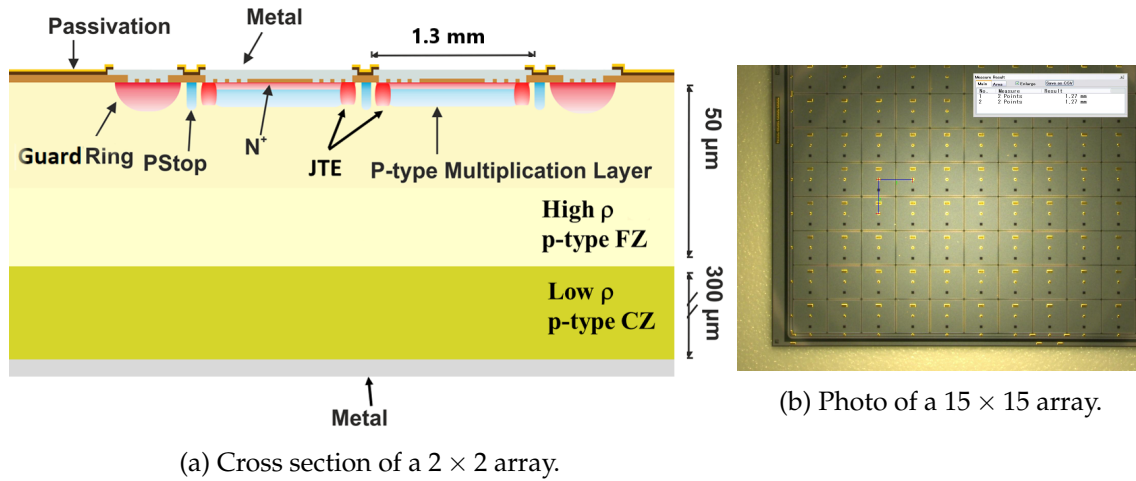 Passivation
Metal
1.3 mm
Guard Ring
PStop
N+
JTE
P-type Multiplication Layer
50 µm
High ρ
p-type FZ
300 µm
Low ρ
p-type CZ
Metal
(a) Cross section of a 2 × 2 array.
Measure Result
Main Area Enlarge Save as CSV
No. Measure Result
1 2 Points 1.27 mm
2 2 Points 1.27 mm
(b) Photo of a 15 × 15 array.